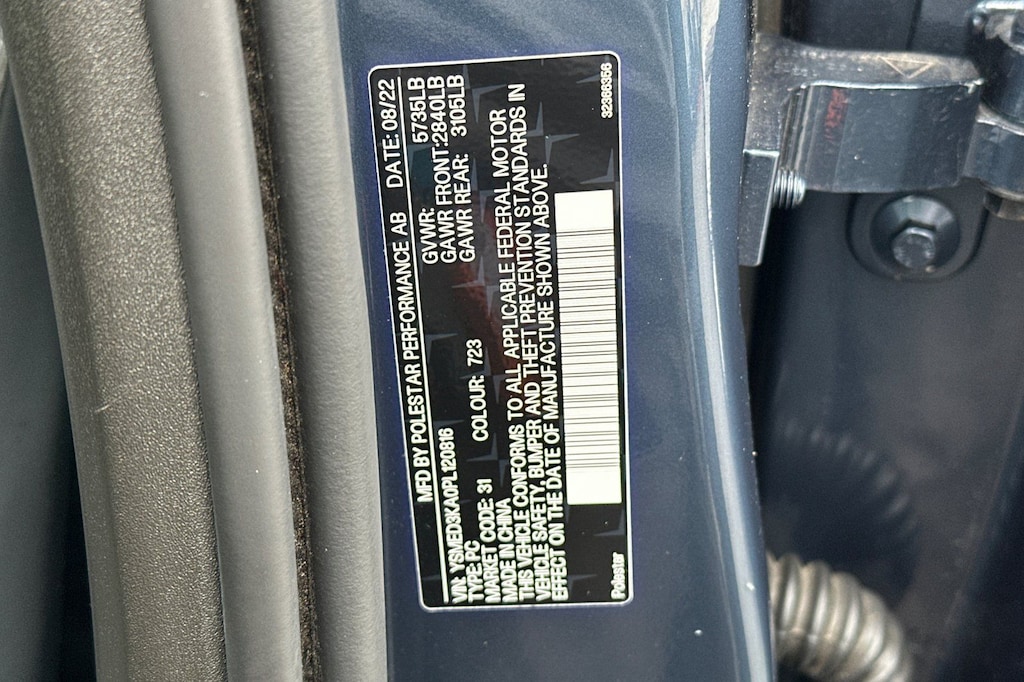 MFD BY POLESTAR PERFORMANCE AB DATE: 08/22
VIN: YSMED3KA0PL120816 GVWR: 5735LB
TYPE: PC GAWR FRONT:2840LB
MARKET CODE: 31 COLOUR: 723 GAWR REAR: 3105LB
MADE IN CHINA
THIS VEHICLE CONFORMS TO ALL APPLICABLE FEDERAL MOTOR
VEHICLE SAFETY, BUMPER AND THEFT PREVENTION STANDARDS IN
EFFECT ON THE DATE OF MANUFACTURE SHOWN ABOVE.
Polestar 32366356